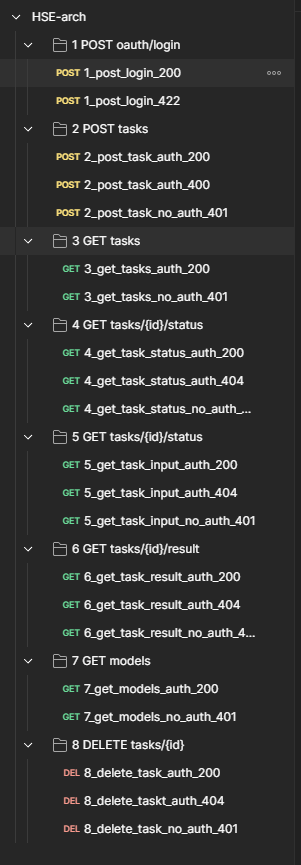 HSE-arch
1 POST oauth/login
POST 1_post_login_200
POST 1_post_login_422
2 POST tasks
POST 2_post_task_auth_200
POST 2_post_task_auth_400
POST 2_post_task_no_auth_401
3 GET tasks
GET 3_get_tasks_auth_200
GET 3_get_tasks_no_auth_401
4 GET tasks/{id}/status
GET 4_get_task_status_auth_200
GET 4_get_task_status_auth_404
GET 4_get_task_status_no_auth_...
5 GET tasks/{id}/status
GET 5_get_task_input_auth_200
GET 5_get_task_input_auth_404
GET 5_get_task_input_no_auth_401
6 GET tasks/{id}/result
GET 6_get_task_result_auth_200
GET 6_get_task_result_auth_404
GET 6_get_task_result_no_auth_4...
7 GET models
GET 7_get_models_auth_200
GET 7_get_models_no_auth_401
8 DELETE tasks/{id}
DEL 8_delete_task_auth_200
DEL 8_delete_taskt_auth_404
DEL 8_delete_task_no_auth_401